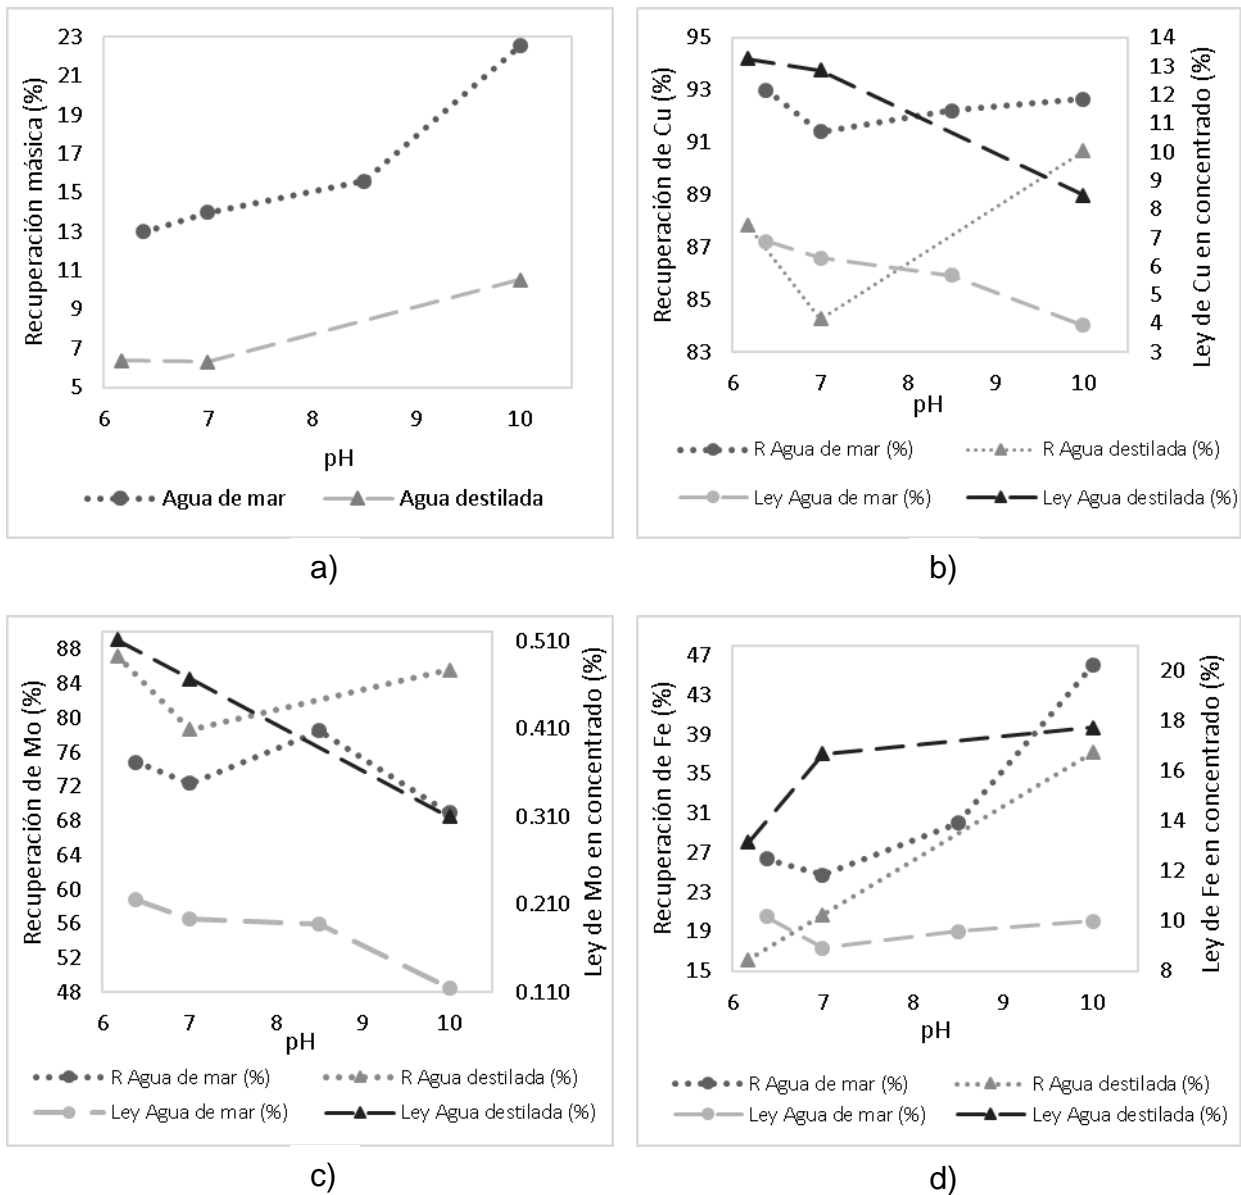 Recuperación másica (%)
23
21
19
17
15
13
11
9
7
5
6 7 8 9 10
pH
Agua de mar Agua destilada
a)
Recuperación de Cu (%)
95
93
91
89
87
85
83
Ley de Cu en concentrado (%)
14
13
12
11
10
9
8
7
6
5
4
3
6 7 8 9 10
pH
R Agua de mar (%) R Agua destilada (%)
Ley Agua de mar (%) Ley Agua destilada (%)
b)
Recuperación de Mo (%)
88
84
80
76
72
68
64
60
56
52
48
Ley de Mo en concentrado (%)
0.510
0.410
0.310
0.210
0.110
6 7 8 9 10
pH
R Agua de mar (%) R Agua destilada (%)
Ley Agua de mar (%) Ley Agua destilada (%)
c)
Recuperación de Fe (%)
47
43
39
35
31
27
23
19
15
Ley de Fe en concentrado (%)
20
18
16
14
12
10
8
6 7 8 9 10
pH
R Agua de mar (%) R Agua destilada (%)
Ley Agua de mar (%) Ley Agua destilada (%)
d)